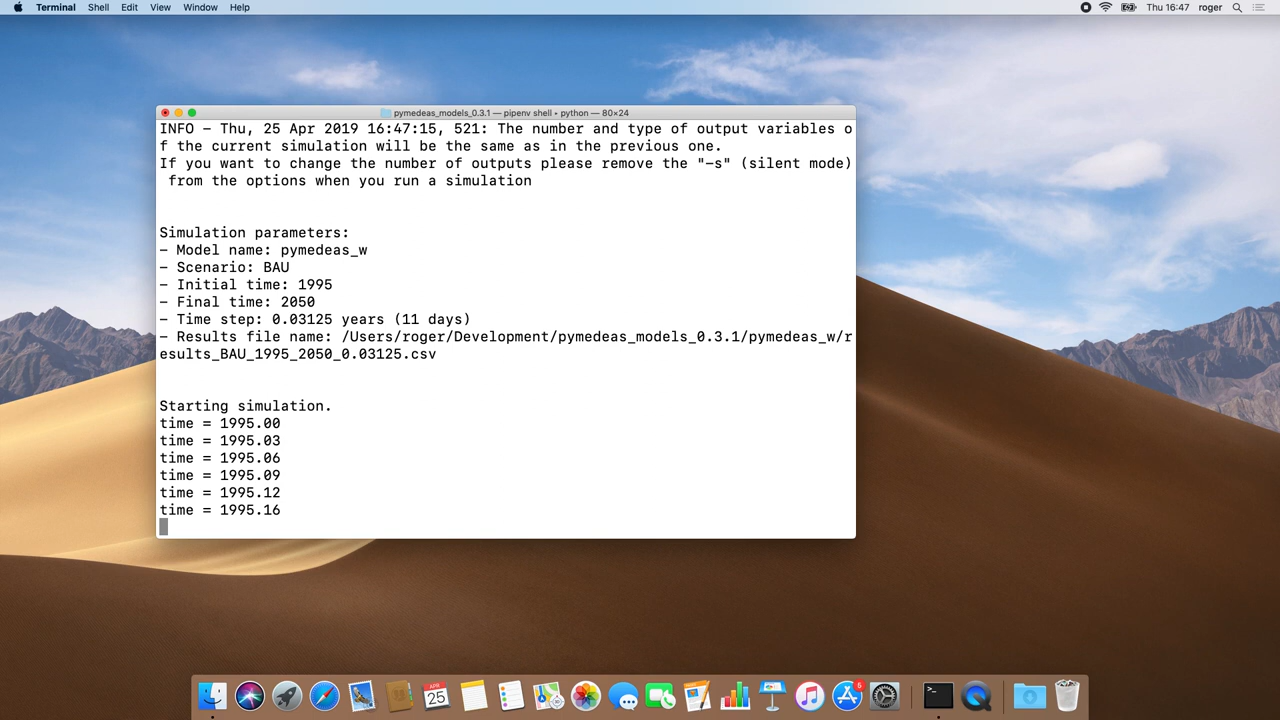 Terminal Shell Edit View Window Help Thu 16:47 roger
pymedeas_models_0.3.1 — pipenv shell • python — 80×24
INFO - Thu, 25 Apr 2019 16:47:15, 521: The number and type of output variables o
f the current simulation will be the same as in the previous one.
If you want to change the number of outputs please remove the "-s" (silent mode)
from the options when you run a simulation
Simulation parameters:
- Model name: pymedeas_w
- Scenario: BAU
- Initial time: 1995
- Final time: 2050
- Time step: 0.03125 years (11 days)
- Results file name: /Users/roger/Development/pymedeas_models_0.3.1/pymedeas_w/r
esults_BAU_1995_2050_0.03125.csv
Starting simulation.
time = 1995.00
time = 1995.03
time = 1995.06
time = 1995.09
time = 1995.12
time = 1995.16
APR
25
6
>_